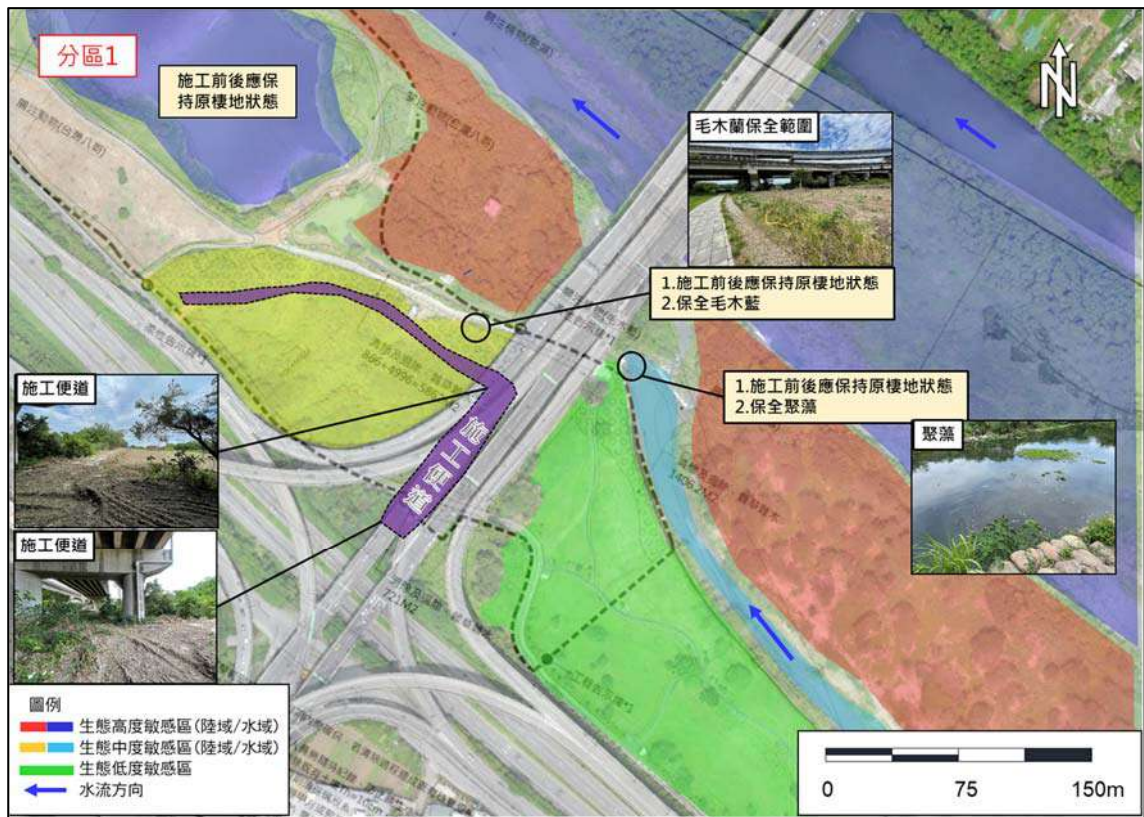 分區1
施工前後應保
持原棲地狀態
N
毛木蘭保全範圍
1.施工前後應保持原棲地狀態
2.保全毛木藍
1.施工前後應保持原棲地狀態
2.保全聚藻
聚藻
施工便道
施工便道
施工便道
圖例
生態高度敏感區(陸域/水域)
生態中度敏感區(陸域/水域)
生態低度敏感區
水流方向
0
75
150m